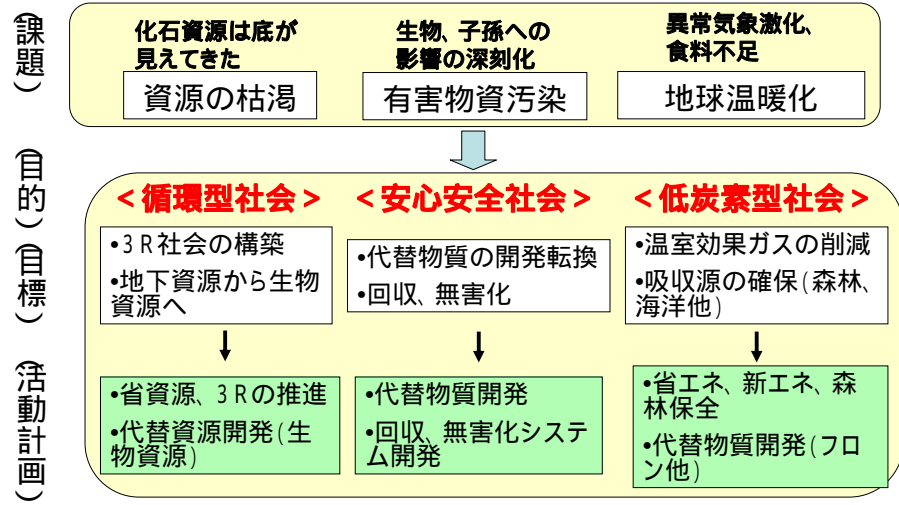 (課題)
化石資源は底が
見えてきた
資源の枯渇
生物、子孫への
影響の深刻化
有害物資汚染
異常気象激化、
食料不足
地球温暖化
(目的)
<循環型社会>
<安心安全社会>
<低炭素型社会>
(目標)
•3R社会の構築
•地下資源から生物
資源へ
•代替物質の開発転換
•回収、無害化
•温室効果ガスの削減
•吸収源の確保(森林、
海洋他)
(活動計画)
•省資源、3Rの推進
•代替資源開発(生
物資源)
•代替物質開発
•回収、無害化システ
ム開発
•省エネ、新エネ、森
林保全
•代替物質開発(フロ
ン他)